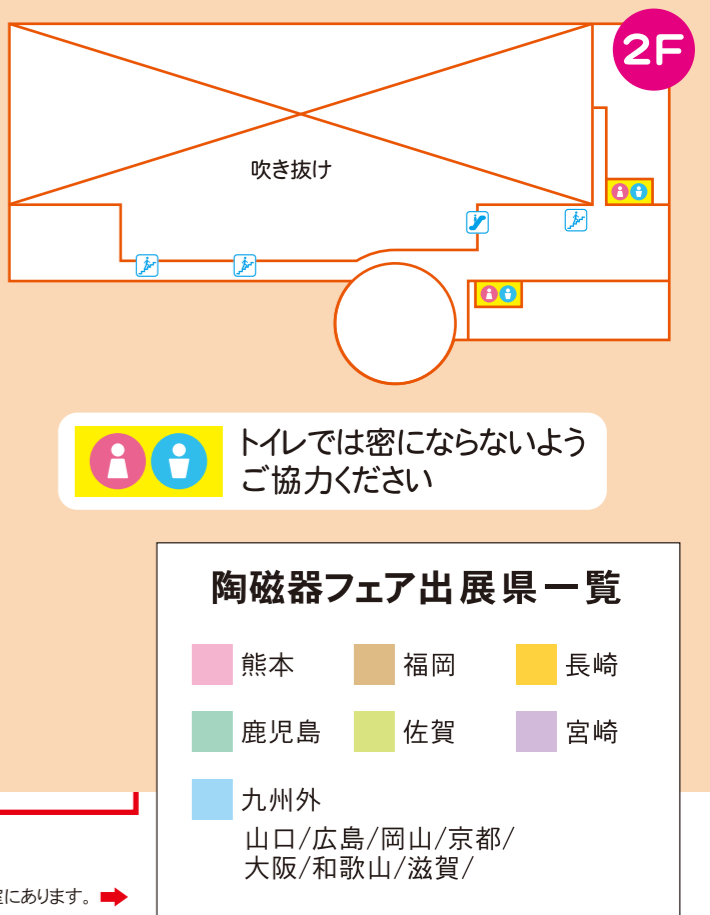 2F
吹き抜け
トイレでは密にならないよう
ご協力ください
陶磁器フェア出展県一覧
熊本 福岡 長崎
鹿児島 佐賀 宮崎
九州外
山口/広島/岡山/京都/
大阪/和歌山/滋賀/
にあります。